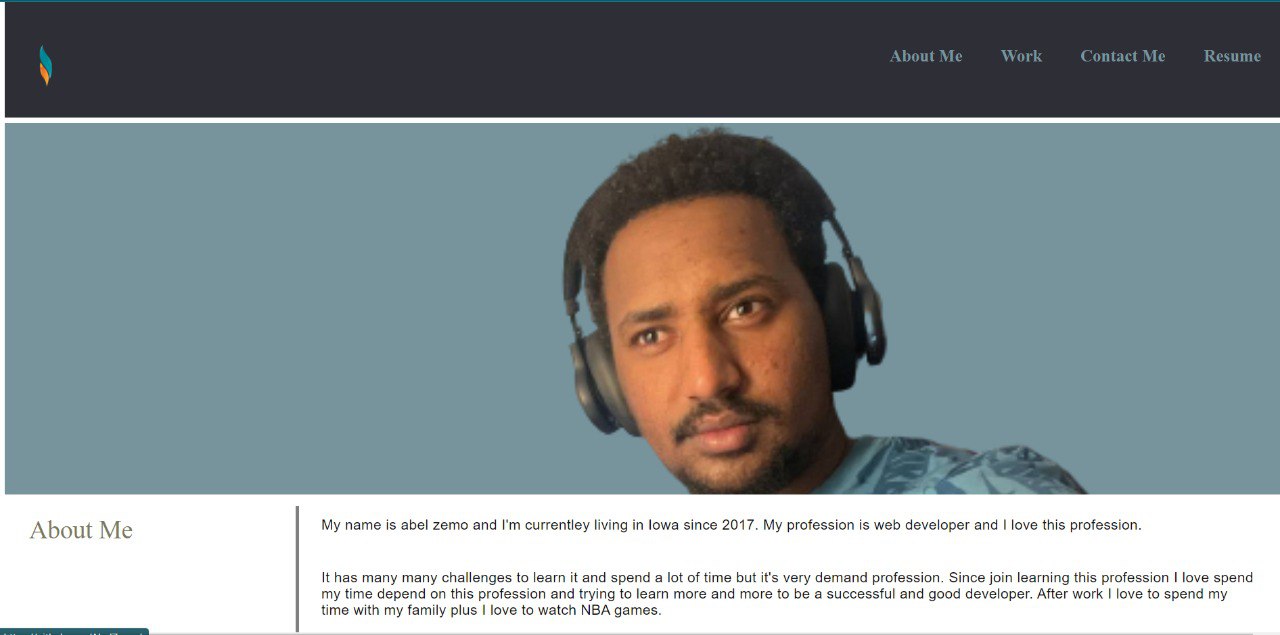 About Me Work Contact Me Resume
About Me
My name is abel zemo and I'm currentley living in Iowa since 2017. My profession is web developer and I love this profession.
It has many many challenges to learn it and spend a lot of time but it's very demand profession. Since join learning this profession I love spend
my time depend on this profession and trying to learn more and more to be a successful and good developer. After work I love to spend my
time with my family plus I love to watch NBA games.